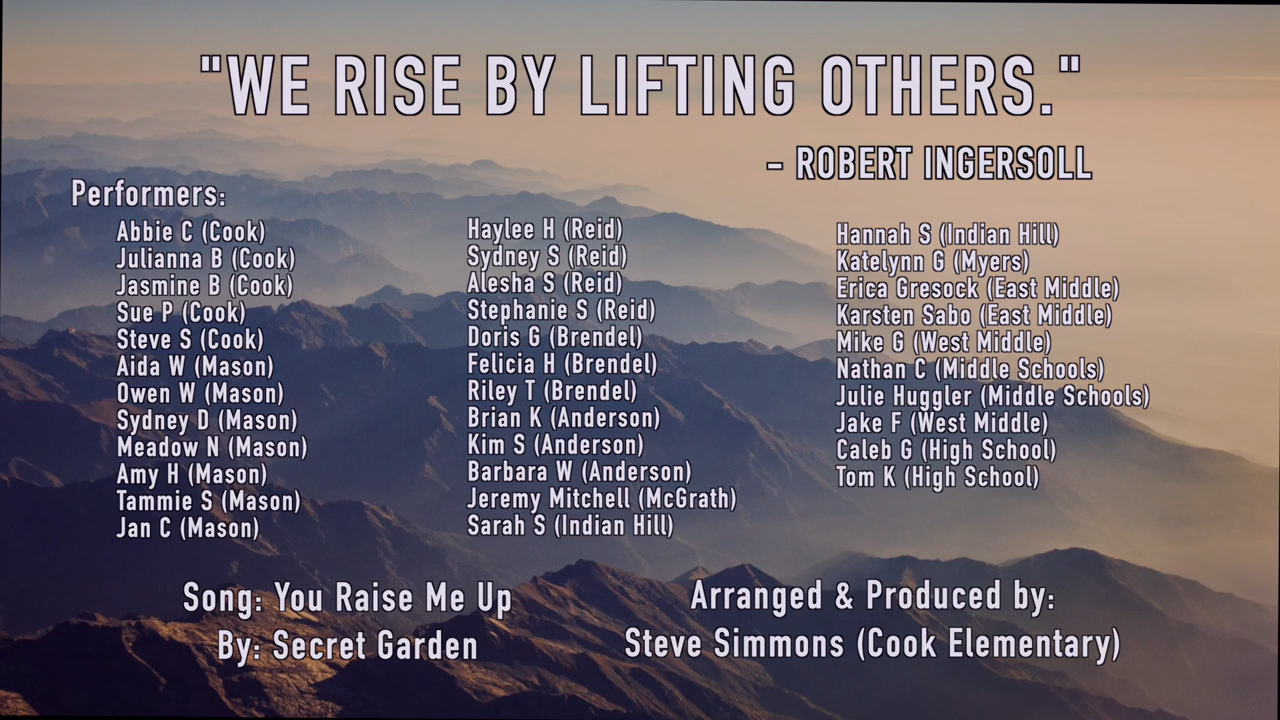 "WE RISE BY LIFTING OTHERS."
- ROBERT INGERSOLL
Performers:
Abbie C (Cook)
Julianna B (Cook)
Jasmine B (Cook)
Sue P (Cook)
Steve S (Cook)
Aida W (Mason)
Owen W (Mason)
Sydney D (Mason)
Meadow N (Mason)
Amy H (Mason)
Tammie S (Mason)
Jan C (Mason)
Haylee H (Reid)
Sydney S (Reid)
Alesha S (Reid)
Stephanie S (Reid)
Doris G (Brendel)
Felicia H (Brendel)
Riley T (Brendel)
Brian K (Anderson)
Kim S (Anderson)
Barbara W (Anderson)
Jeremy Mitchell (McGrath)
Sarah S (Indian Hill)
Hannah S (Indian Hill)
Katelynn G (Myers)
Erica Gresock (East Middle)
Karsten Sabo (East Middle)
Mike G (West Middle)
Nathan C (Middle Schools)
Julie Huggler (Middle Schools)
Jake F (West Middle)
Caleb G (High School)
Tom K (High School)
Song: You Raise Me Up
By: Secret Garden
Arranged & Produced by:
Steve Simmons (Cook Elementary)